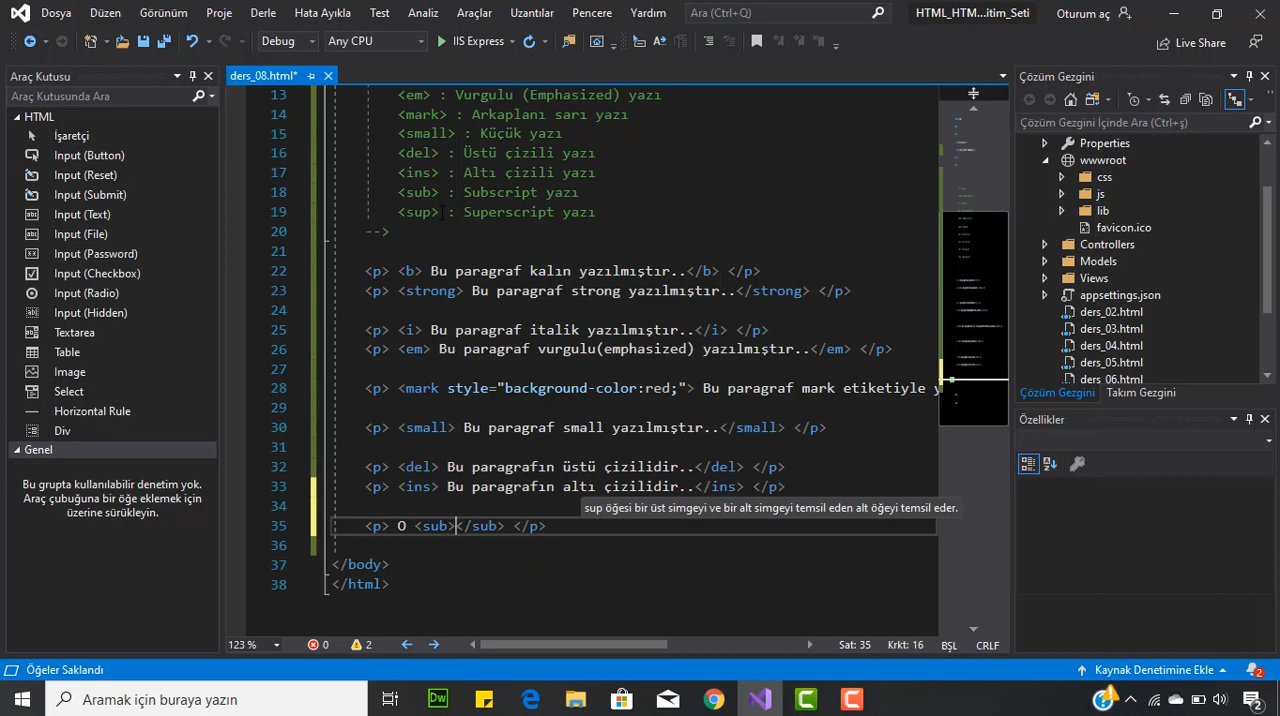 Dosya Düzen Görünüm Proje Derle Hata Ayıkla Test Analiz Araçlar Uzantılar Pencere Yardım Ara (Ctrl+Q) HTML_HTM...itim_Seti Oturum aç
Debug Any CPU IIS Express Live Share
Araç Kutusu
Araç Kutusunda Ara
HTML
İşaretçi
Input (Button)
Input (Reset)
Input (Submit)
Input (Text)
Input (File)
Input (Password)
Input (Checkbox)
Input (Radio)
Input (Hidden)
Textarea
Table
Image
Select
Horizontal Rule
Div
Genel
Bu grupta kullanılabilir denetim yok.
Araç çubuğuna bir öğe eklemek için
üzerine sürükleyin.
ders_08.html*
13 <em> : Vurgulu (Emphasized) yazı
14 <mark> : Arkaplanı sarı yazı
15 <small> : Küçük yazı
16 <del> : Üstü çizili yazı
17 <ins> : Altı çizili yazı
18 <sub> : Subscript yazı
19 <sup> : Superscript yazı
20 -->
21
22 <p> <b> Bu paragraf kalın yazılmıştır..</b> </p>
23 <p> <strong> Bu paragraf strong yazılmıştır..</strong> </p>
24
25 <p> <i> Bu paragraf italik yazılmıştır..</i> </p>
26 <p> <em> Bu paragraf vurgulu(emphasized) yazılmıştır..</em> </p>
27
28 <p> <mark style="background-color:red;"> Bu paragraf mark etiketiyle y
29
30 <p> <small> Bu paragraf small yazılmıştır..</small> </p>
31
32 <p> <del> Bu paragrafın üstü çizilidir..</del> </p>
33 <p> <ins> Bu paragrafın altı çizilidir..</ins> </p>
34
sup öğesi bir üst simgeyi ve bir alt simgeyi temsil eden alt öğeyi temsil eder.
35 <p> O <sub></sub> </p>
36
37 </body>
38 </html>
123 % 0 2 Sat: 35 Krkt: 16 BŞL CRLF
Çözüm Gezgini
Çözüm Gezgini İçinde Ara (Ctrl+ş)
Properties
wwwroot
css
js
lib
favicon.ico
Controllers
Models
Views
appsettings.json
ders_02.html
ders_03.html
ders_04.html
ders_05.html
ders_06.html
Çözüm Gezgini Takım Gezgini
Özellikler
Öğeler Saklandı Kaynak Denetimine Ekle 2
Aramak için buraya yazın
Dw
2